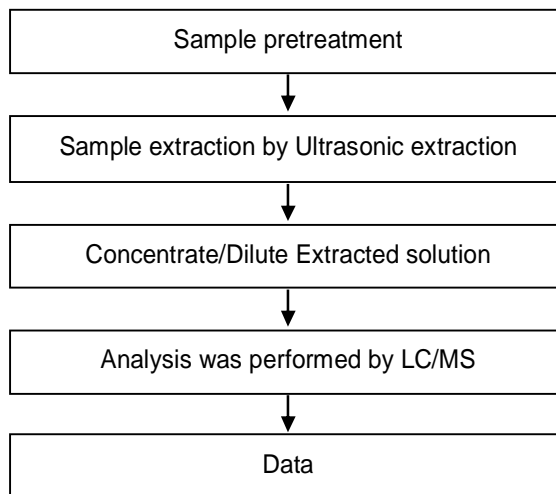 Sample pretreatment
Sample extraction by Ultrasonic extraction
Concentrate/Dilute Extracted solution
Analysis was performed by LC/MS
Data